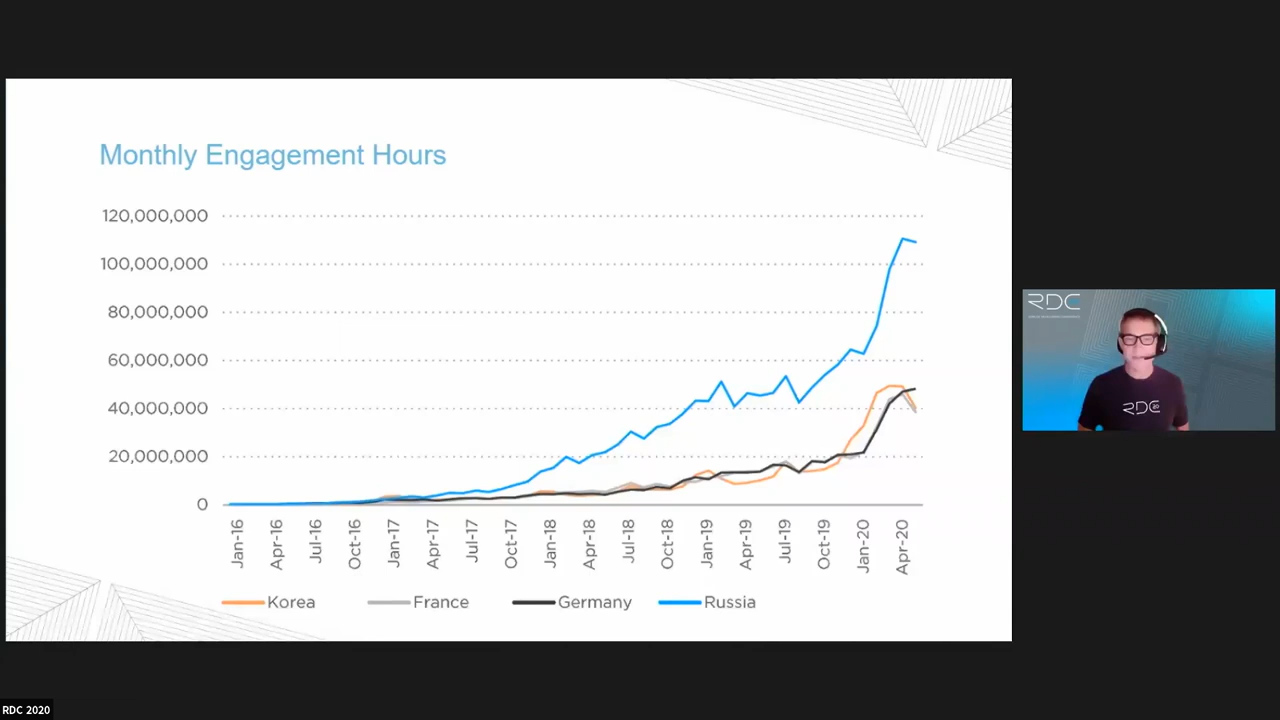 Monthly Engagement Hours
120,000,000
100,000,000
80,000,000
60,000,000
40,000,000
20,000,000
0
Jan-16
Apr-16
Jul-16
Oct-16
Jan-17
Apr-17
Jul-17
Oct-17
Jan-18
Apr-18
Jul-18
Oct-18
Jan-19
Apr-19
Jul-19
Oct-19
Jan-20
Apr-20
Korea
France
Germany
Russia
RDC
RDC
RDC 2020